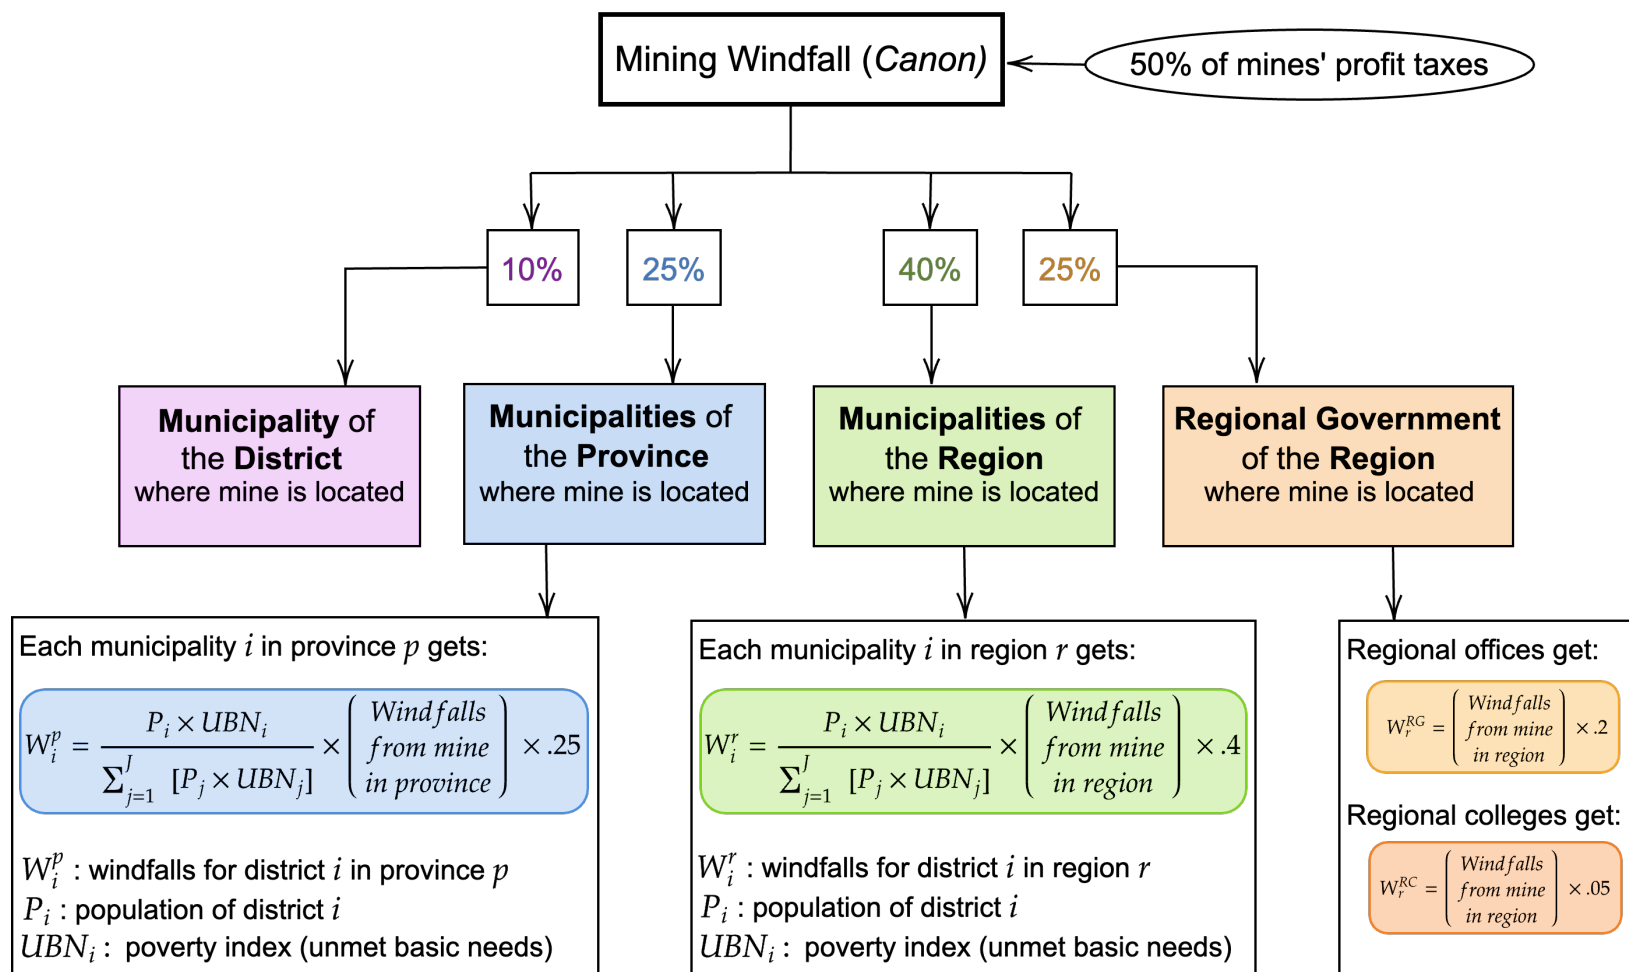 Mining Windfall (Canon)
50% of mines' profit taxes
10%
25%
40%
25%
Municipality of
the District
where mine is located
Municipalities of
the Province
where mine is located
Municipalities of
the Region
where mine is located
Regional Government
of the Region
where mine is located
Each municipality i in province p gets:
W_i^p = \frac{P_i × UBN_i}{\sum_{j=1}^{J} [P_j × UBN_j]} × (Windfalls from mine in province) × .25
W_i^p : windfalls for district i in province p
P_i : population of district i
UBN_i : poverty index (unmet basic needs)
Each municipality i in region r gets:
W_i^r = \frac{P_i × UBN_i}{\sum_{j=1}^{J} [P_j × UBN_j]} × (Windfalls from mine in region) × .4
W_i^r : windfalls for district i in region r
P_i : population of district i
UBN_i : poverty index (unmet basic needs)
Regional offices get:
W_r^{RG} = (Windfalls from mine in region) × .2
Regional colleges get:
W_r^{RC} = (Windfalls from mine in region) × .05